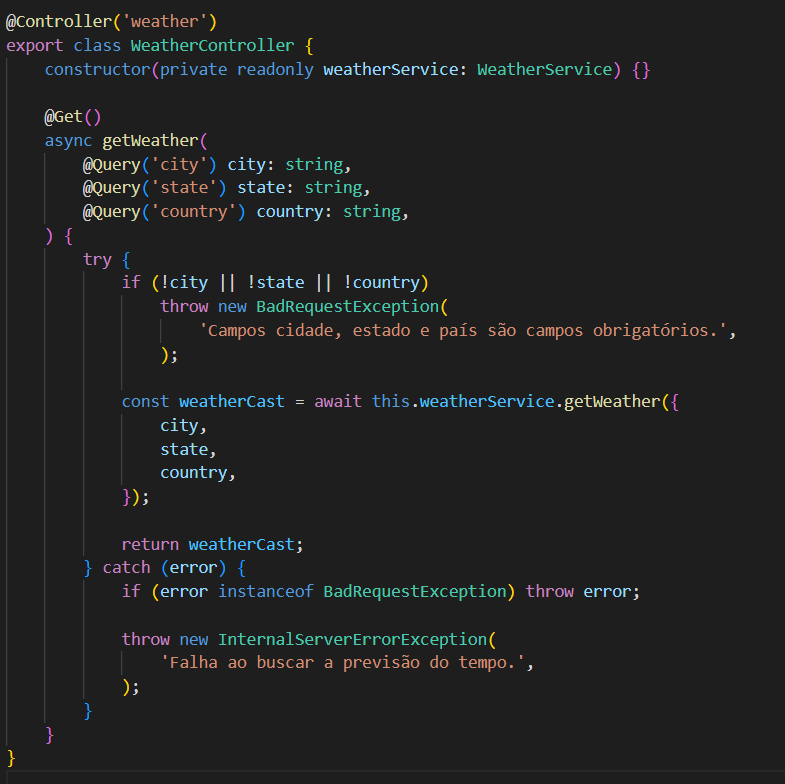 @Controller('weather')
export class WeatherController {
constructor(private readonly weatherService: WeatherService) {}
@Get()
async getWeather(
@Query('city') city: string,
@Query('state') state: string,
@Query('country') country: string,
) {
try {
if (!city || !state || !country)
throw new BadRequestException(
'Campos cidade, estado e país são campos obrigatórios.',
);
const weatherCast = await this.weatherService.getWeather({
city,
state,
country,
});
return weatherCast;
} catch (error) {
if (error instanceof BadRequestException) throw error;
throw new InternalServerErrorException(
'Falha ao buscar a previsão do tempo.',
);
}
}
}